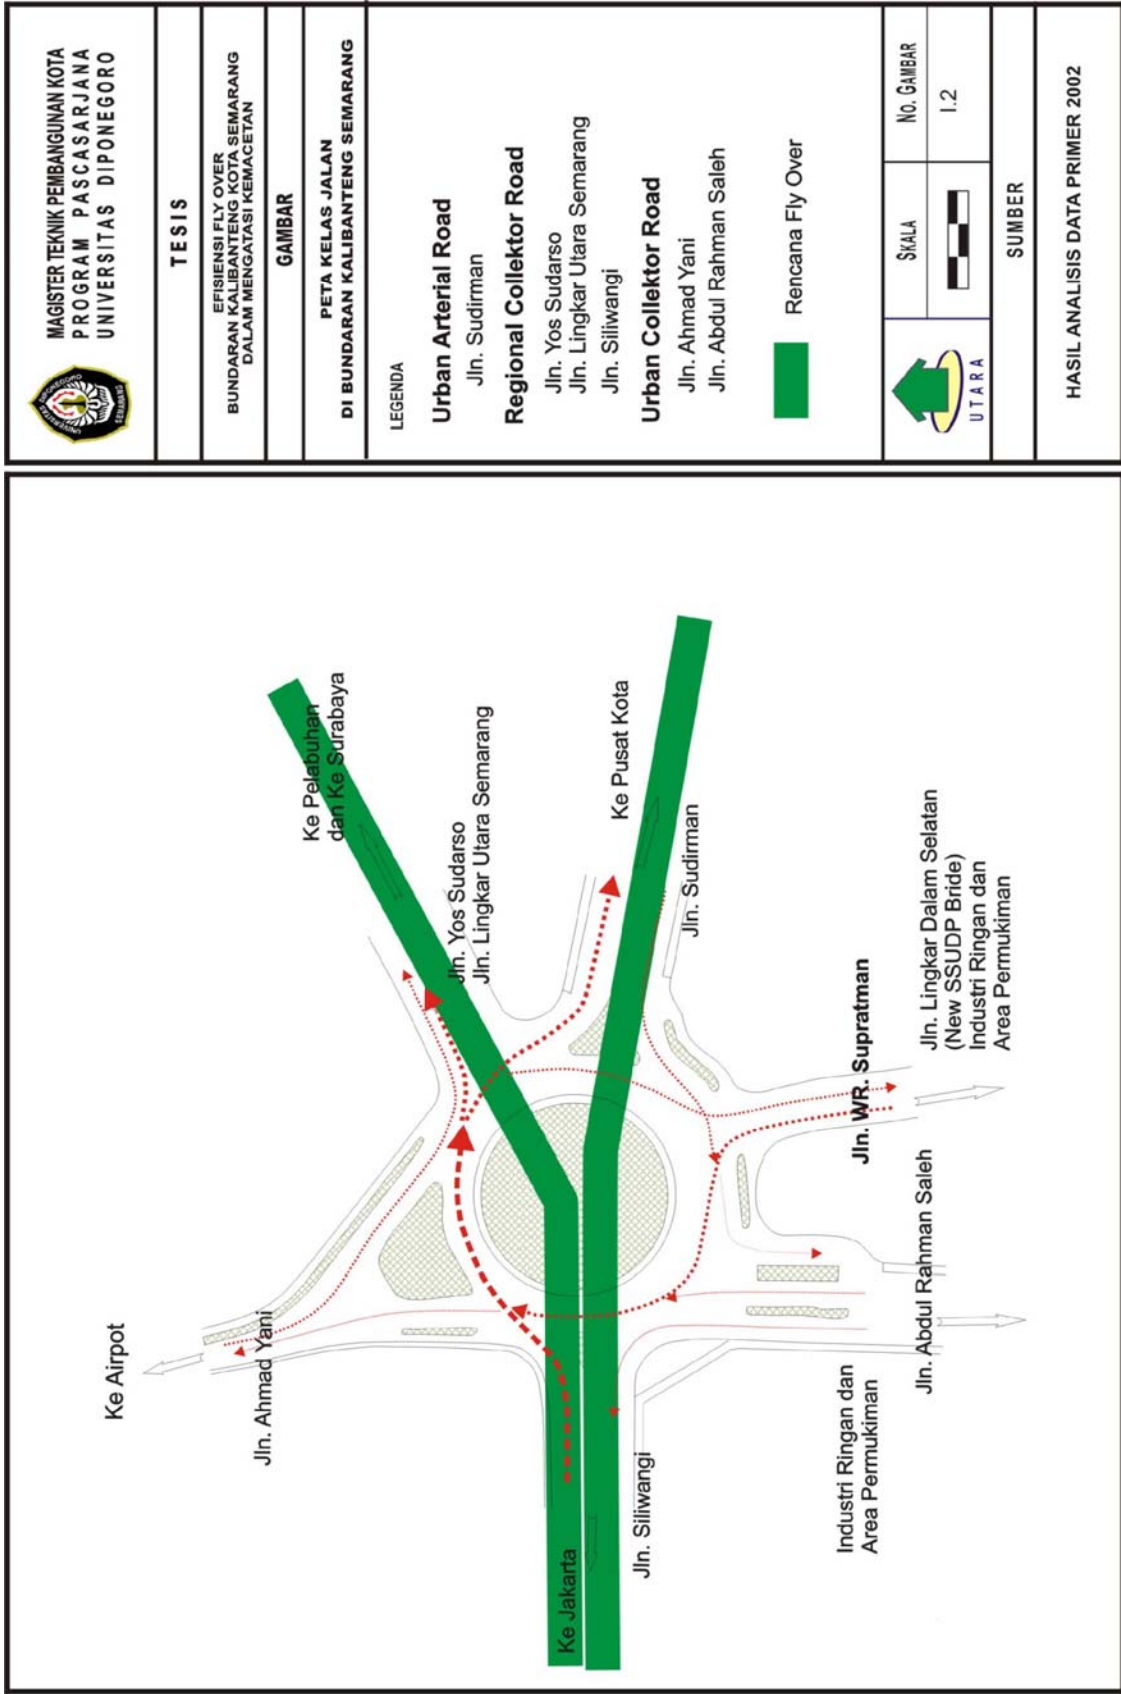 MAGISTER TEKNIK PEMBANGUNAN KOTA
PROGRAM PASCASARJANA
UNIVERSITAS DIPONEGORO
UNIVERSITAS DIPONEGORO
SEMARANG
TESIS
EFISIENSI FLY OVER
BUNDARAN KALIBANTENG KOTA SEMARANG
DALAM MENGATASI KEMACETAN
GAMBAR
PETA KELAS JALAN
DI BUNDARAN KALIBANTENG SEMARANG
LEGENDA
Urban Arterial Road
Jln. Sudirman
Regional Collektor Road
Jln. Yos Sudarso
Jln. Lingkar Utara Semarang
Jln. Siliwangi
Urban Collektor Road
Jln. Ahmad Yani
Jln. Abdul Rahman Saleh
Rencana Fly Over
UTARA
SKALA
No. GAMBAR
I.2
SUMBER
HASIL ANALISIS DATA PRIMER 2002
Ke Airpot
Jln. Ahmad Yani
Ke Pelabuhan
dan Ke Surabaya
Jln. Yos Sudarso
Jln. Lingkar Utara Semarang
Ke Pusat Kota
Jln. Sudirman
Ke Jakarta
Jln. Siliwangi
Jln. WR. Supratman
Jln. Lingkar Dalam Selatan
(New SSUDP Bride)
Industri Ringan dan
Area Permukiman
Jln. Abdul Rahman Saleh
Industri Ringan dan
Area Permukiman